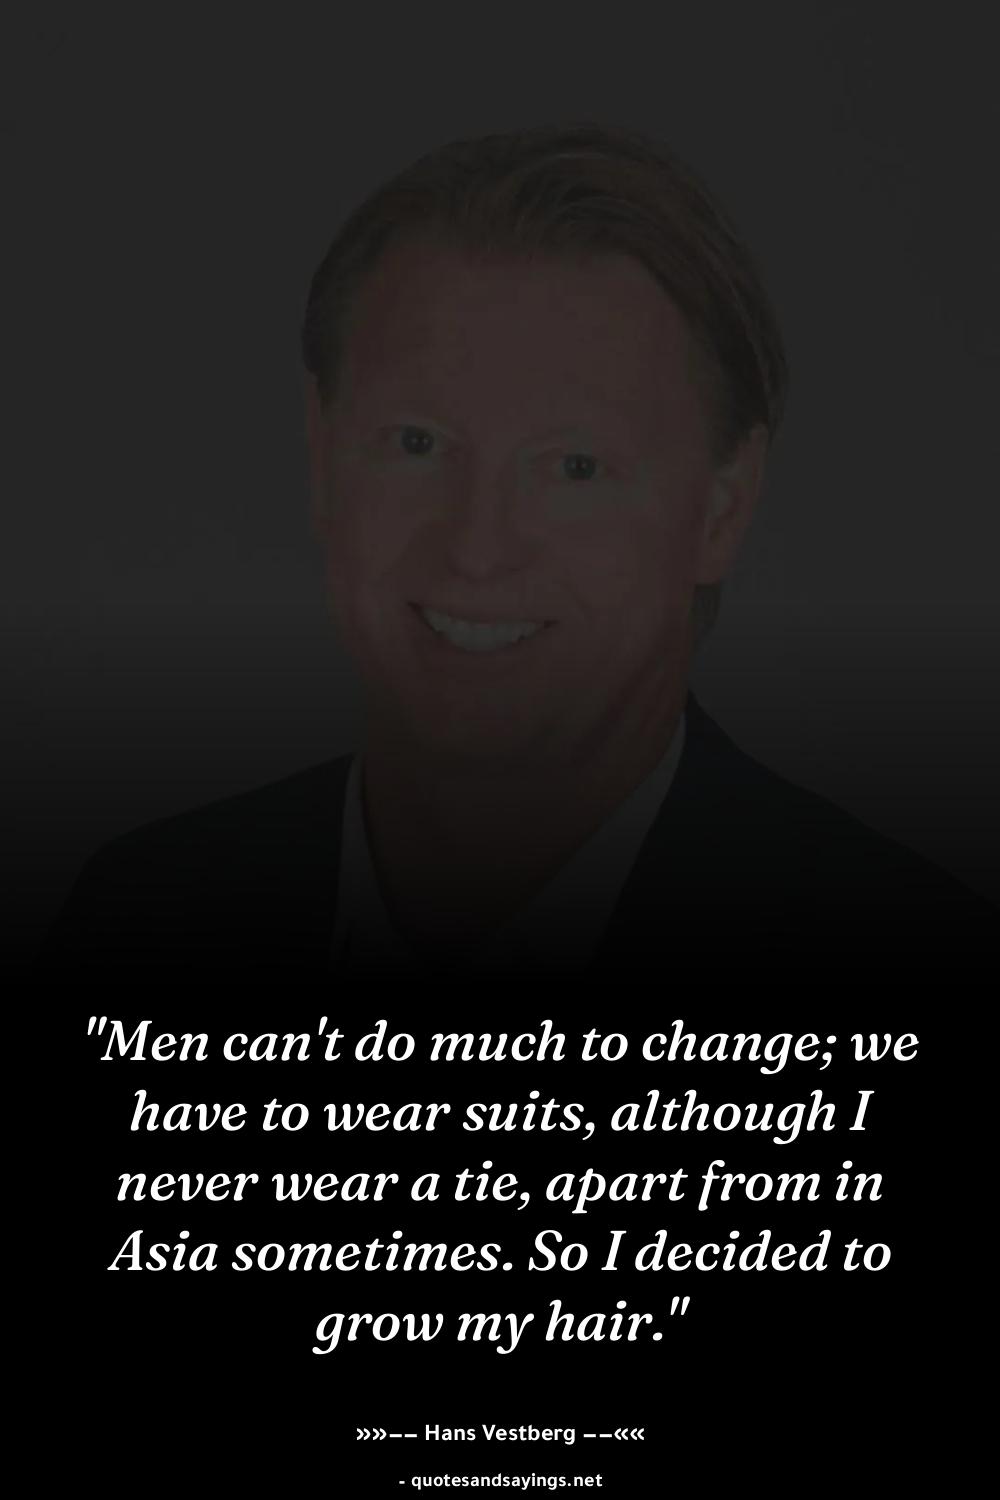 "Men can't do much to change; we
have to wear suits, although I
never wear a tie, apart from in
Asia sometimes. So I decided to
grow my hair."
»»−− Hans Vestberg −−««
- quotesandsayings.net